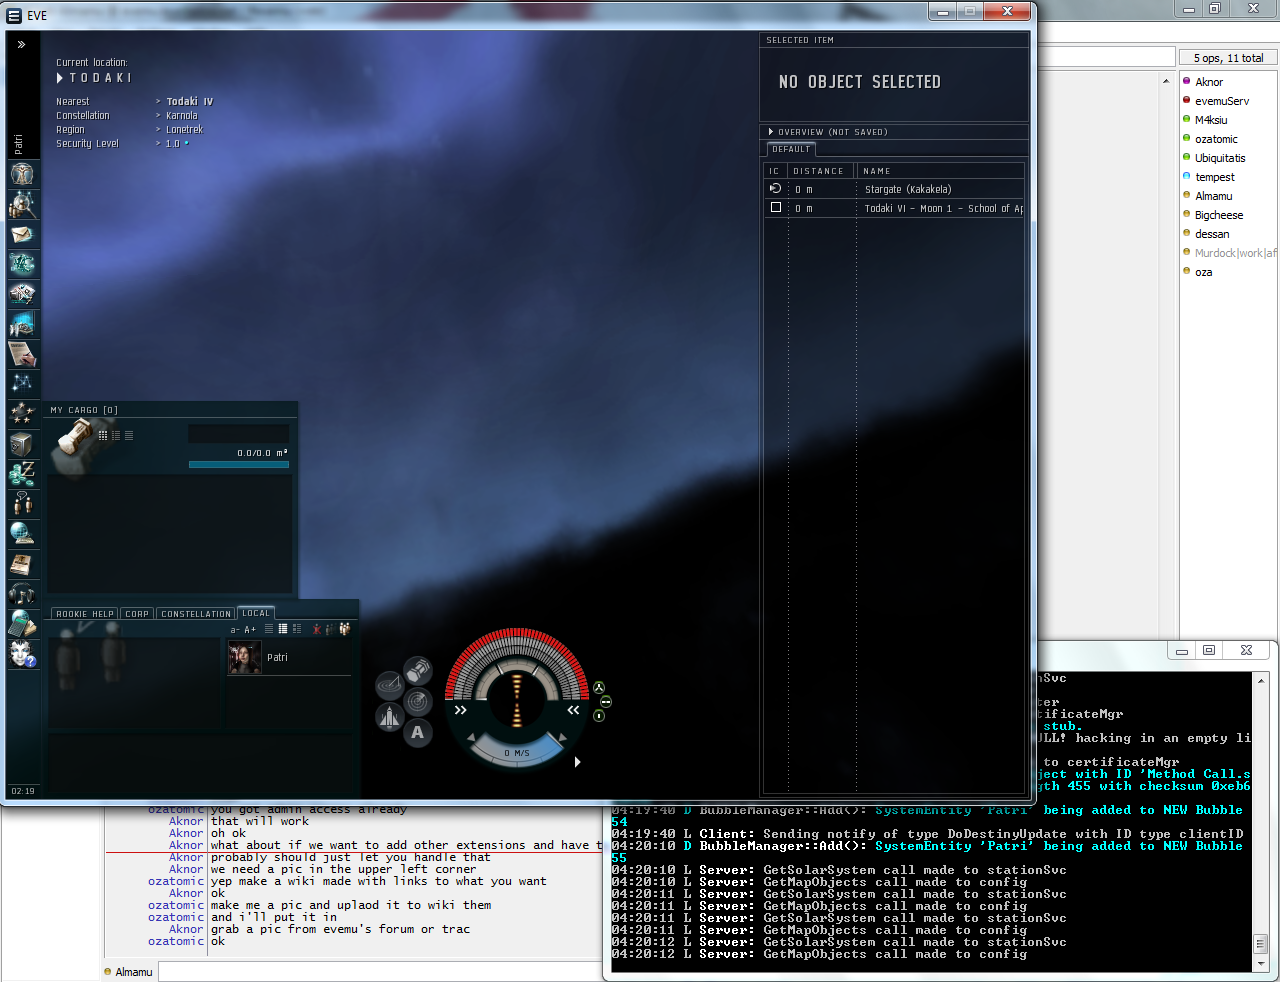 EVE
Current location:
TODAKI
Nearest > Todaki IV
Constellation > Karnola
Region > Lonetrek
Security Level > 1.0
Patri
SELECTED ITEM
NO OBJECT SELECTED
OVERVIEW (NOT SAVED)
DEFAULT
IC DISTANCE NAME
0 m Stargate (Kakakela)
0 m Todaki VI - Moon 1 - School of Ap
MY CARGO [0]
0.0/0.0 m³
ROOKIE HELP CORP CONSTELLATION LOCAL
a- A+
Patri
A
0 M/S
02:19
5 ops, 11 total
Aknor
evemuServ
M4ksiu
ozatomic
Ubiquitatis
tempest
Almamu
Bigcheese
dessan
Murdock|work|af
oza
ozatomic you got admin access already
Aknor that will work
Aknor oh ok
Aknor what about if we want to add other extensions and have t
Aknor probably should just let you handle that
Aknor we need a pic in the upper left corner
ozatomic yep make a wiki made with links to what you want
Aknor ok
ozatomic make me a pic and uplaod it to wiki them
ozatomic and i'll put it in
Aknor grab a pic from evemu's forum or trac
ozatomic ok
Almamu
onSvc
ter
tificateMgr
stub.
ULL! hacking in an empty li
to certificateMgr
ject with ID 'Method Call.s
gth 455 with checksum 0xeb6
04:19:40 D BubbleManager::Add(): SystemEntity 'Patri' being added to NEW Bubble
54
04:19:40 L Client: Sending notify of type DoDestinyUpdate with ID type clientID
04:20:10 D BubbleManager::Add(): SystemEntity 'Patri' being added to NEW Bubble
55
04:20:10 L Server: GetSolarSystem call made to stationSvc
04:20:10 L Server: GetMapObjects call made to config
04:20:11 L Server: GetSolarSystem call made to stationSvc
04:20:11 L Server: GetMapObjects call made to config
04:20:11 L Server: GetSolarSystem call made to stationSvc
04:20:11 L Server: GetMapObjects call made to config
04:20:12 L Server: GetSolarSystem call made to stationSvc
04:20:12 L Server: GetMapObjects call made to config